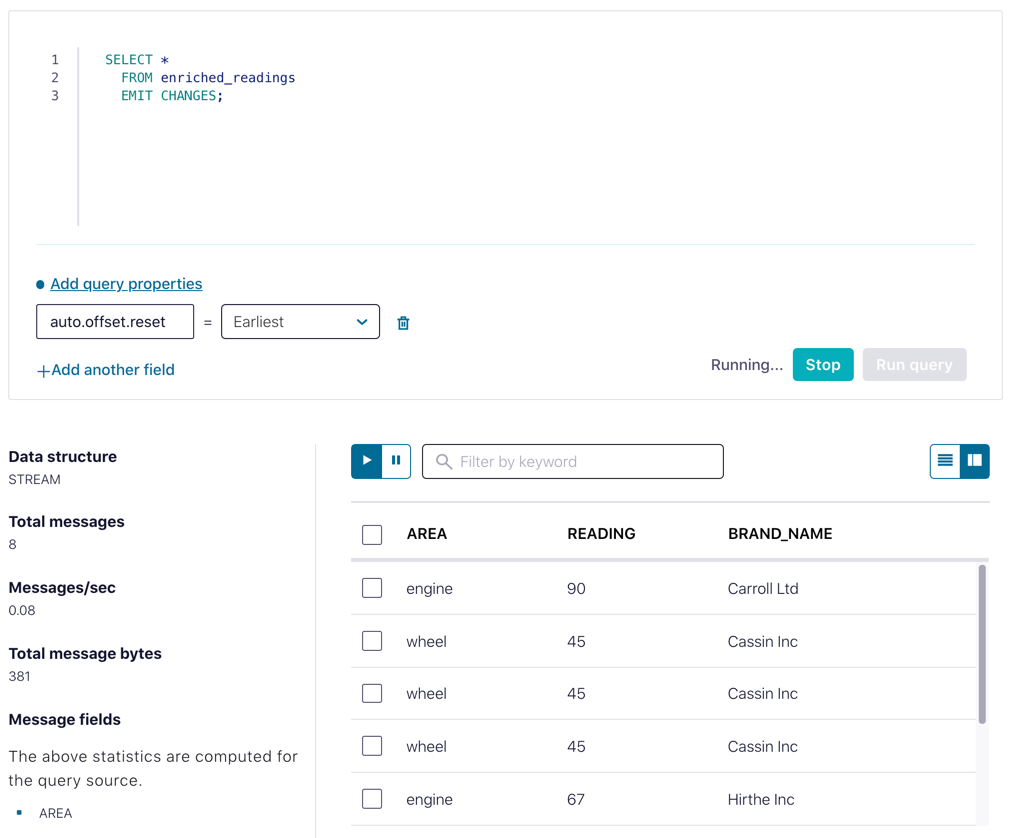 1 SELECT *
2 FROM enriched_readings
3 EMIT CHANGES;
Add query properties
auto.offset.reset = Earliest
+Add another field
Running... Stop Run query
Data structure
STREAM
Total messages
8
Messages/sec
0.08
Total message bytes
381
Message fields
The above statistics are computed for
the query source.
AREA
Filter by keyword
AREA READING BRAND_NAME
engine 90 Carroll Ltd
wheel 45 Cassin Inc
wheel 45 Cassin Inc
wheel 45 Cassin Inc
engine 67 Hirthe Inc